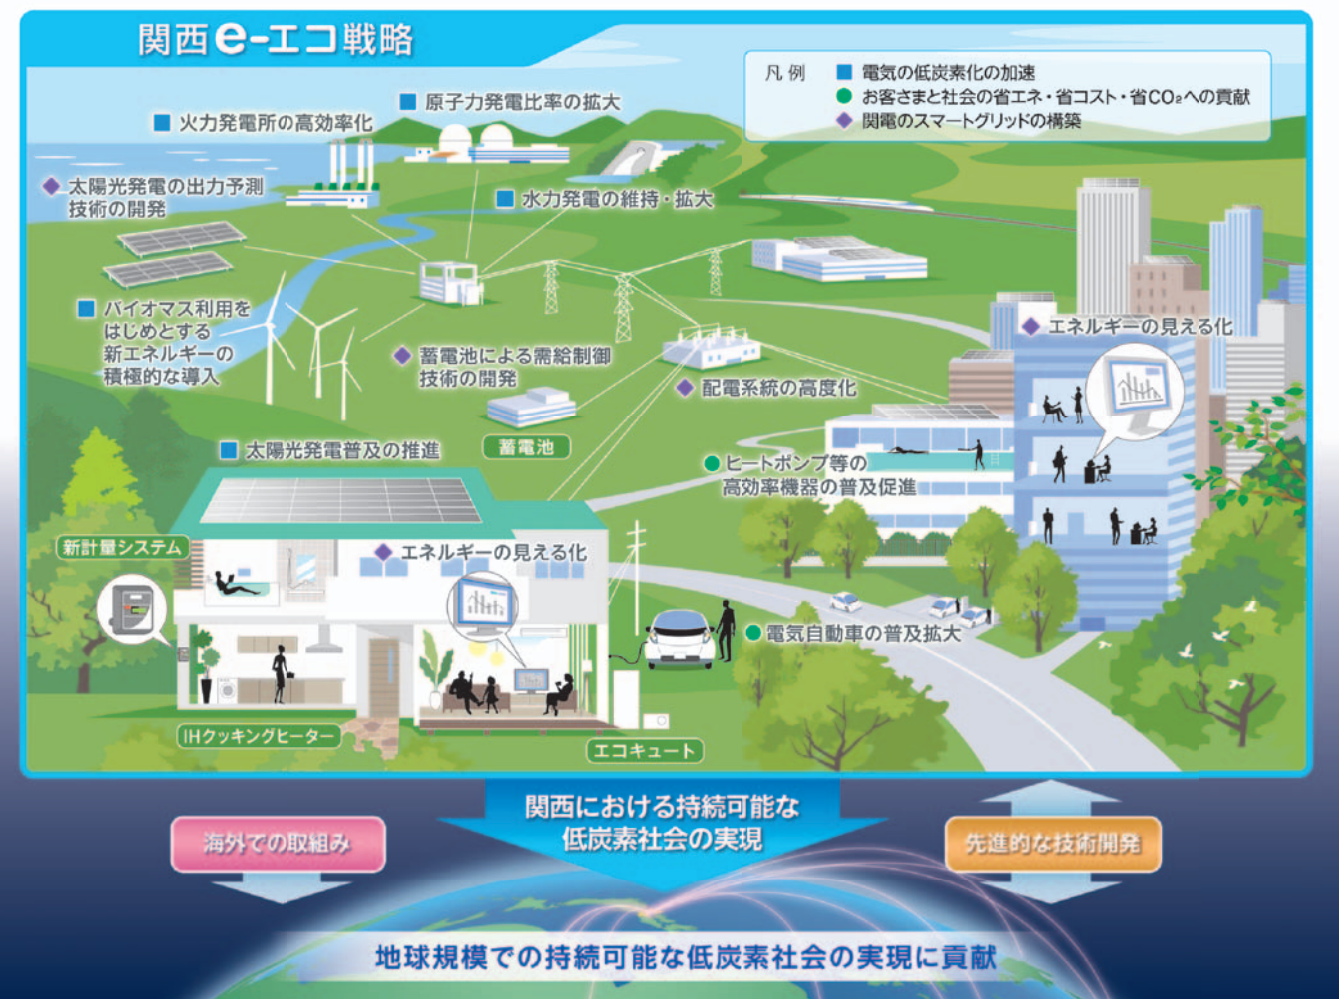 関西e-エコ戦略
凡例
■ 電気の低炭素化の加速
● お客さまと社会の省エネ・省コスト・省CO₂への貢献
◆ 関電のスマートグリッドの構築
■ 原子力発電比率の拡大
■ 火力発電所の高効率化
◆ 太陽光発電の出力予測
技術の開発
■ 水力発電の維持・拡大
■ バイオマス利用を
はじめとする
新エネルギーの
積極的な導入
◆ エネルギーの見える化
◆ 蓄電池による需給制御
技術の開発
◆ 配電系統の高度化
蓄電池
■ 太陽光発電普及の推進
● ヒートポンプ等の
高効率機器の普及促進
新計量システム
◆ エネルギーの見える化
● 電気自動車の普及拡大
IHクッキングヒーター
エコキュート
関西における持続可能な
低炭素社会の実現
海外での取組み
先進的な技術開発
地球規模での持続可能な低炭素社会の実現に貢献